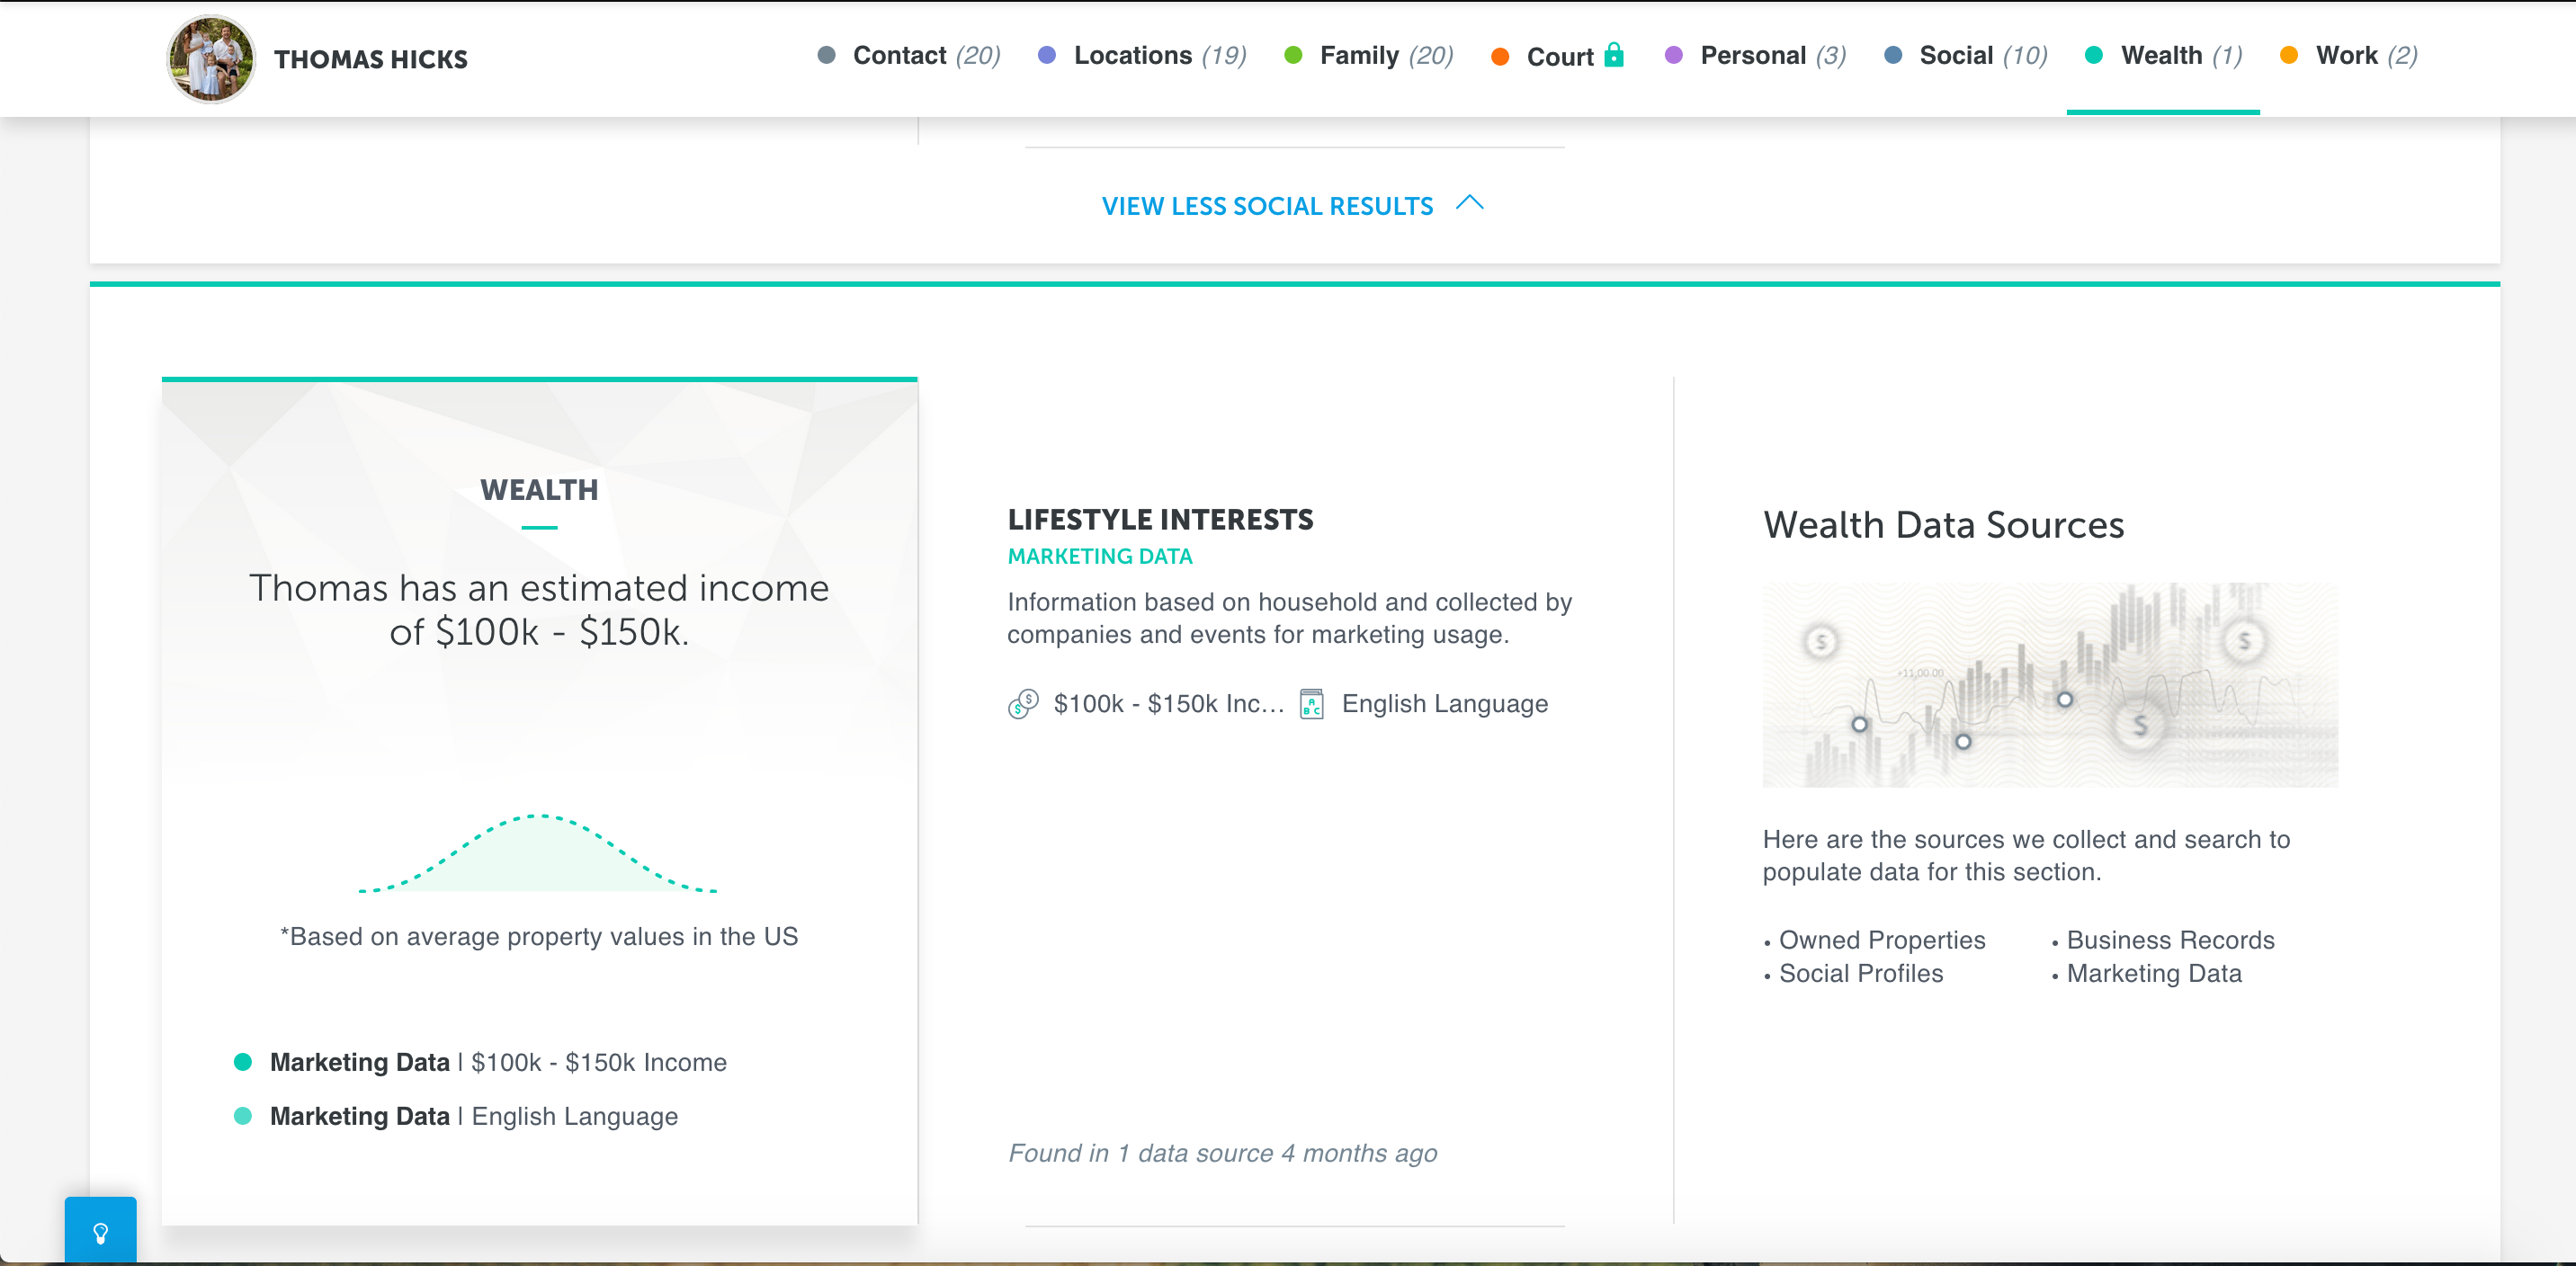 THOMAS HICKS
Contact (20)
Locations (19)
Family (20)
Court
Personal (3)
Social (10)
Wealth (1)
Work (2)
VIEW LESS SOCIAL RESULTS
WEALTH
Thomas has an estimated income
of $100k - $150k.
*Based on average property values in the US
Marketing Data | $100k - $150k Income
Marketing Data | English Language
LIFESTYLE INTERESTS
MARKETING DATA
Information based on household and collected by
companies and events for marketing usage.
$100k - $150k Inc...
A
B C
English Language
Found in 1 data source 4 months ago
Wealth Data Sources
$
$
+11,00.00
$
Here are the sources we collect and search to
populate data for this section.
• Owned Properties
• Business Records
• Social Profiles
• Marketing Data